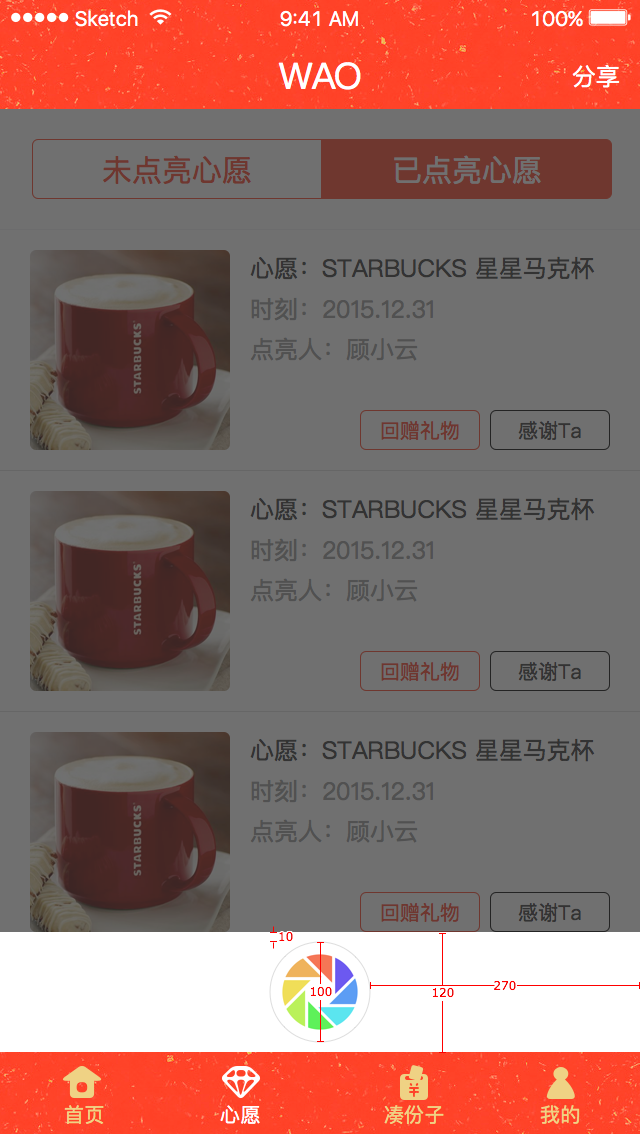 Sketch 9:41 AM 100%
WAO 分享
未点亮心愿 已点亮心愿
心愿：STARBUCKS 星星马克杯
时刻：2015.12.31
点亮人：顾小云
STARBUCKS
回赠礼物 感谢Ta
心愿：STARBUCKS 星星马克杯
时刻：2015.12.31
点亮人：顾小云
STARBUCKS
回赠礼物 感谢Ta
心愿：STARBUCKS 星星马克杯
时刻：2015.12.31
点亮人：顾小云
STARBUCKS
回赠礼物 感谢Ta
10
100 120 270
首页 心愿 凑份子 我的